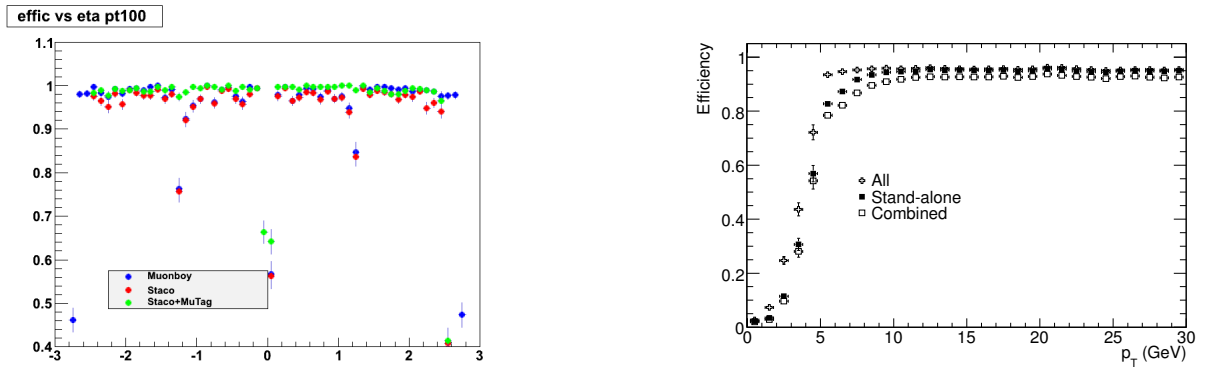 effic vs eta pt100
1.1
1
0.9
0.8
0.7
0.6
0.5
0.4
-3 -2 -1 0 1 2 3
Muonboy
Staco
Staco+MuTag
Efficiency
1
0.8
0.6
0.4
0.2
0
0 5 10 15 20 25 30
All
Stand-alone
Combined
p_T (GeV)